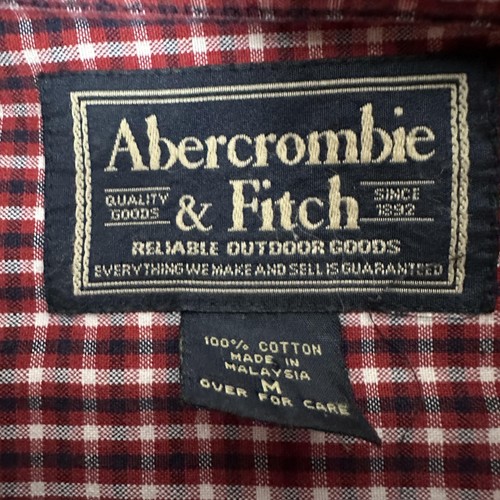 Abercrombie
QUALITY GOODS & Fitch SINCE 1892
RELIABLE OUTDOOR GOODS
EVERYTHING WE MAKE AND SELL IS GUARANTEED
100% COTTON
MADE IN
MALAYSIA
M
OVER FOR CARE